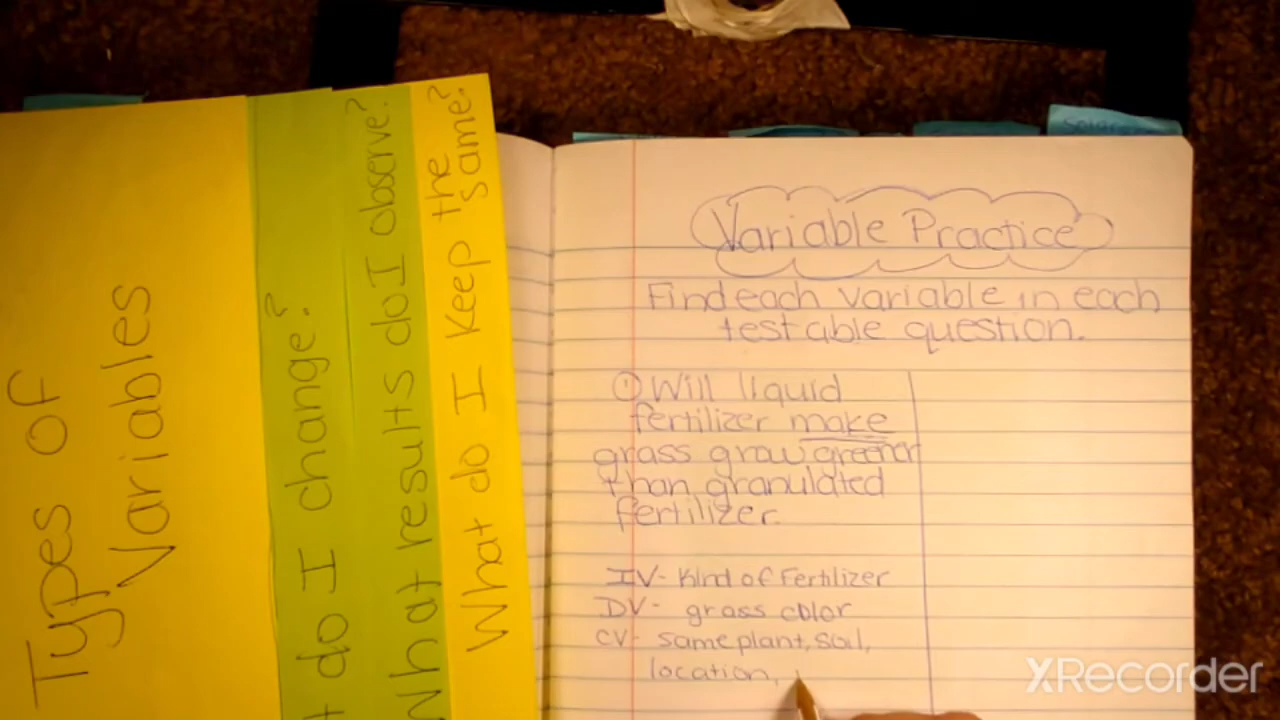 Types of
Variables
t do I change?
What results do I observe?
What do I keep the
same?
Variable Practice
Find each variable in each
testable question.
① Will liquid
fertilizer make
grass grow greener
than granulated
fertilizer.
IV- Kind of Fertilizer
DV- grass color
CV- same plant, soil,
location,
XRecorder